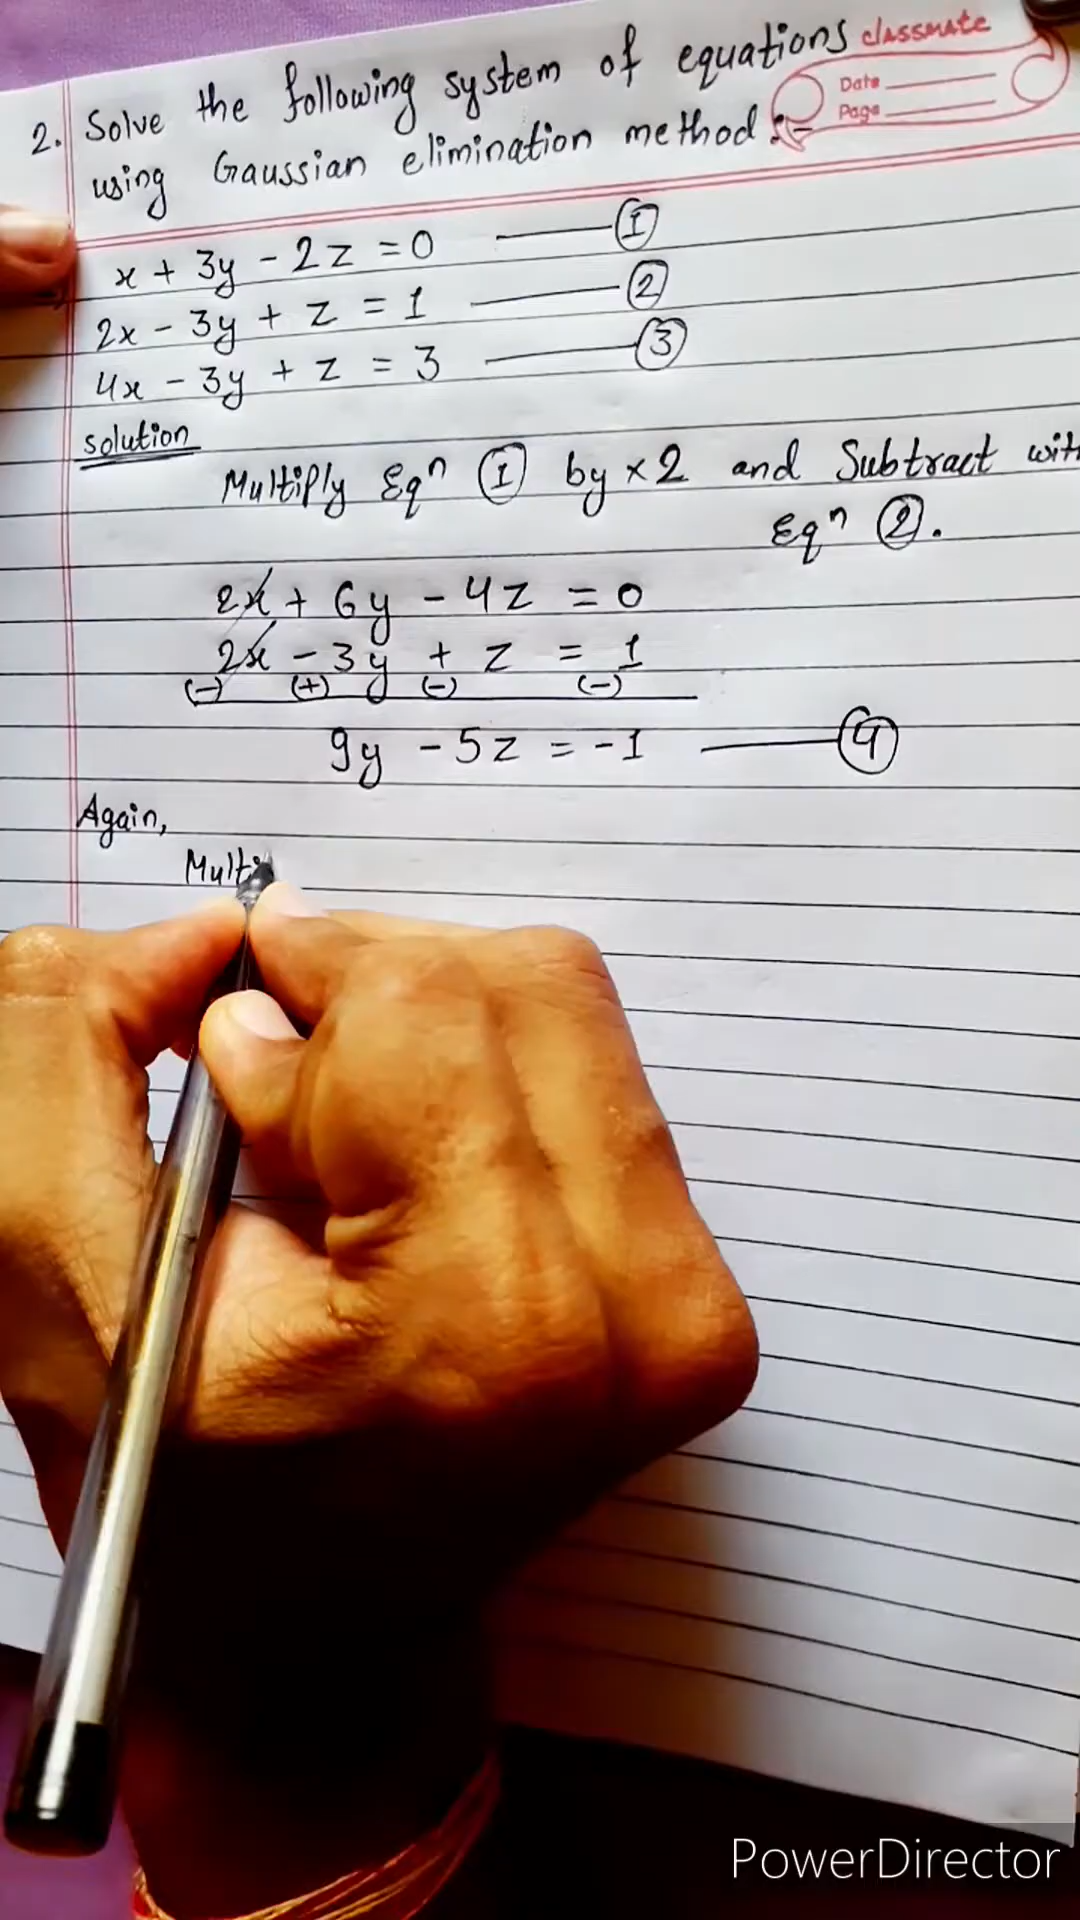 classmate
Date
Page
2. Solve the following system of equations
using Gaussian elimination method :-
x + 3y - 2z = 0 ——— ①
2x - 3y + z = 1 ——— ②
4x - 3y + z = 3 ——— ③
solution
Multiply Eqⁿ ① by ×2 and Subtract with
Eqⁿ ②.
2x + 6y - 4z = 0
2x - 3y + z = 1
(-) (+) (-) (-)
9y - 5z = -1 ——— ④
Again,
Multi
PowerDirector